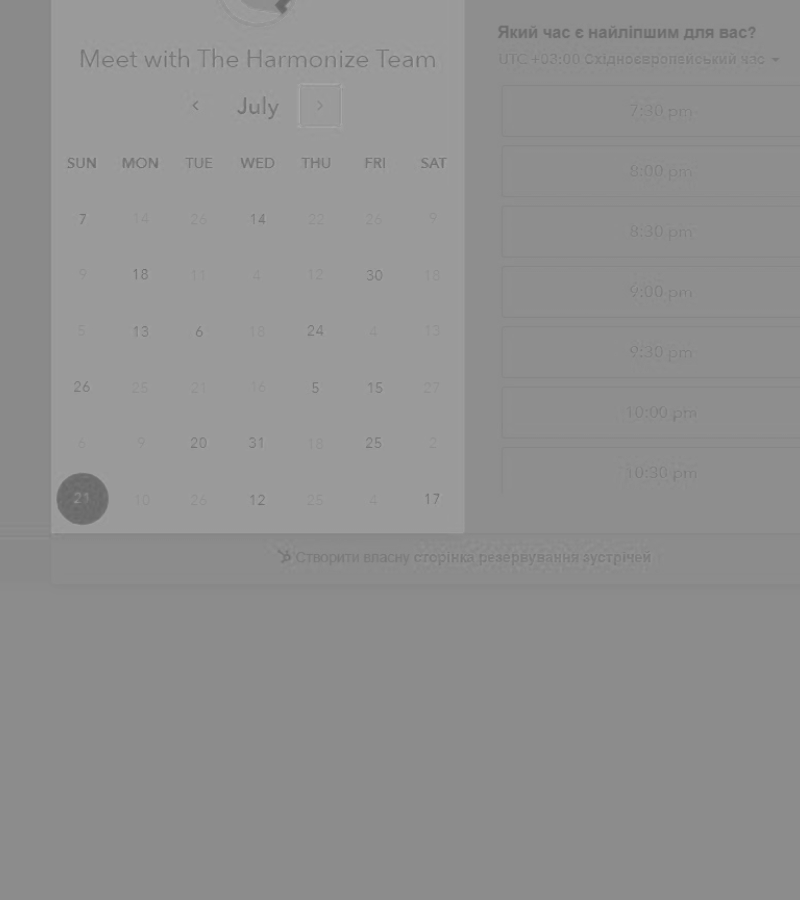 Meet with The Harmonize Team
July
SUN MON TUE WED THU FRI SAT
7 14 26 14 22 26 9
9 18 11 4 12 30 18
5 13 6 18 24 4 13
26 25 21 16 5 15 27
6 9 20 31 18 25 2
21 10 26 12 25 4 17
Який час є найліпшим для вас?
UTC +03:00 Східноєвропейський час
7:30 pm
8:00 pm
8:30 pm
9:00 pm
9:30 pm
10:00 pm
10:30 pm
Створити власну сторінка резервування зустрічей